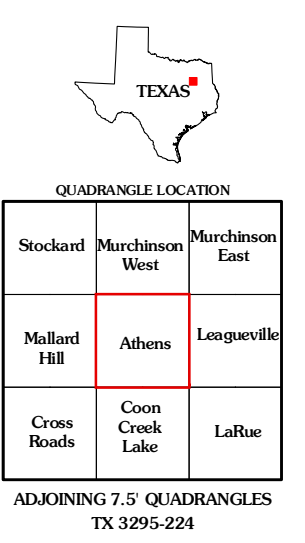 TEXAS
QUADRANGLE LOCATION
Stockard
Murchinson
West
Murchinson
East
Mallard
Hill
Athens
Leagueville
Cross
Roads
Coon
Creek
Lake
LaRue
ADJOINING 7.5' QUADRANGLES
TX 3295-224